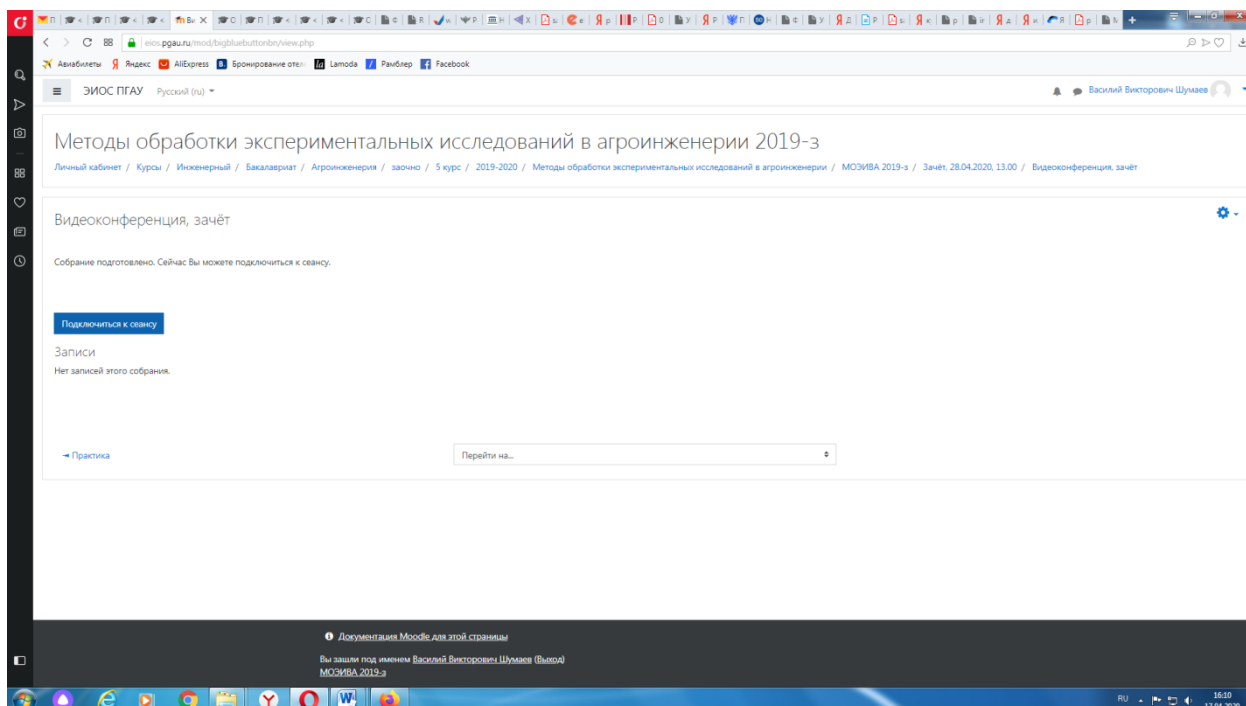 eios.pgau.ru/mod/bigbluebuttonbn/view.php
Авиабилеты Яндекс AliExpress Бронирование отел Lamoda Рамблер Facebook
ЭИОС ПГАУ Русский (ru) Василий Викторович Шумаев
Методы обработки экспериментальных исследований в агроинженерии 2019-з
Личный кабинет / Курсы / Инженерный / Бакалавриат / Агроинженерия / заочно / 5 курс / 2019-2020 / Методы обработки экспериментальных исследований в агроинженерии / МОЭИВА 2019-з / Зачёт, 28.04.2020, 13.00 / Видеоконференция, зачёт
Видеоконференция, зачёт
Собрание подготовлено. Сейчас Вы можете подключиться к сеансу.
Подключиться к сеансу
Записи
Нет записей этого собрания.
Практика Перейти на...
Документация Moodle для этой страницы
Вы зашли под именем Василий Викторович Шумаев (Выход)
МОЭИВА 2019-з
RU 16:10
17.04.2020